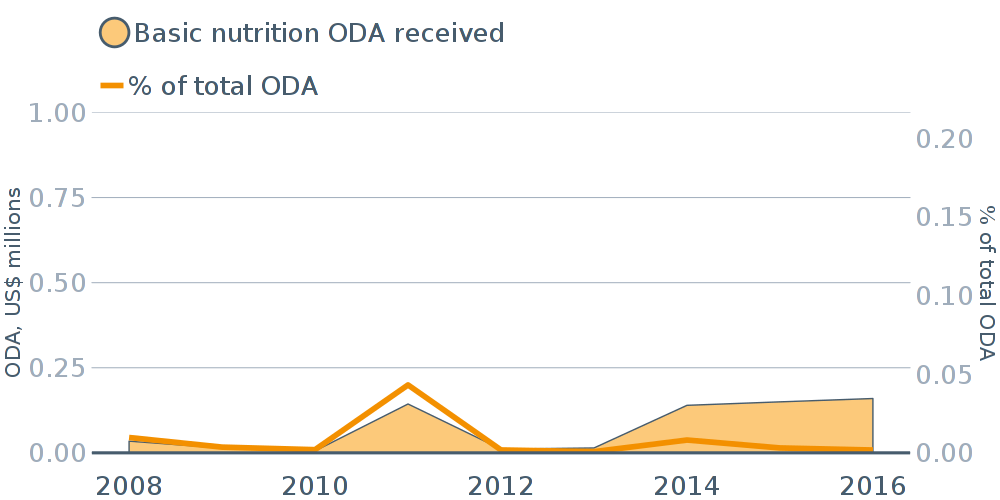 Basic nutrition ODA received
% of total ODA
1.00
0.75
0.50
0.25
0.00
ODA, US$ millions
0.20
0.15
0.10
0.05
0.00
% of total ODA
2008 2010 2012 2014 2016